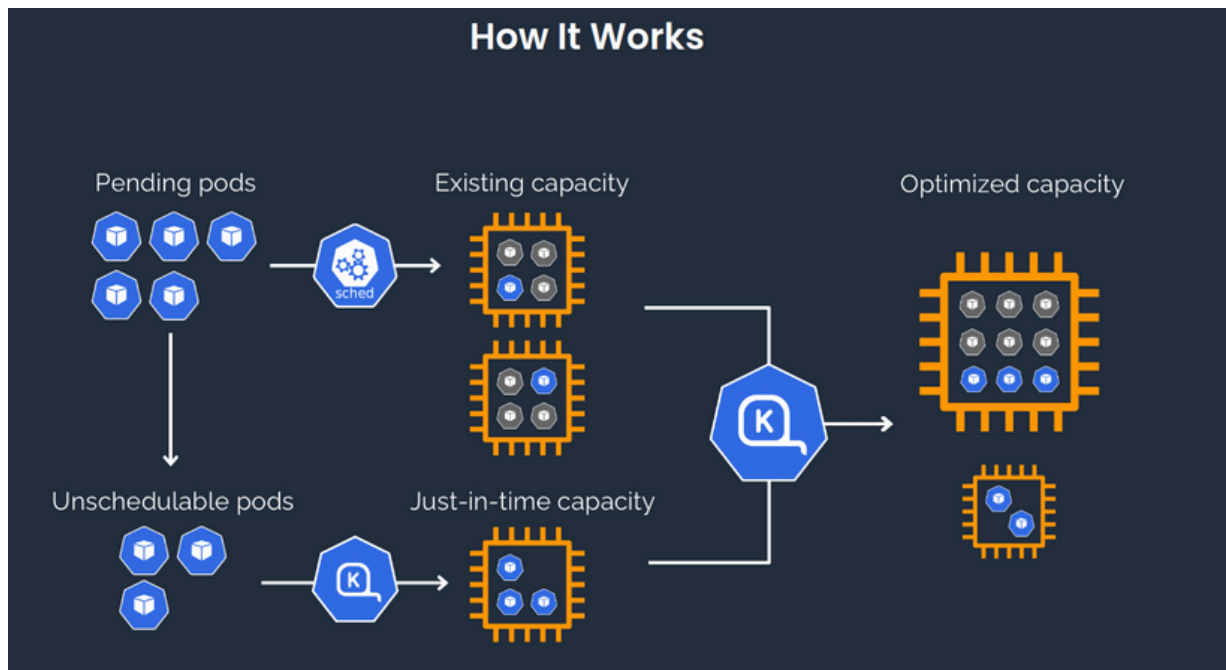 How It Works
Pending pods
Existing capacity
Optimized capacity
sched
Unschedulable pods
Just-in-time capacity
K
K